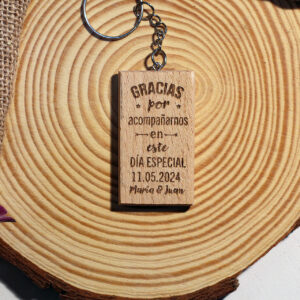 GRACIAS
por
acompañarnos
en
este
DÍA ESPECIAL
11.05.2024
Maria & Juan